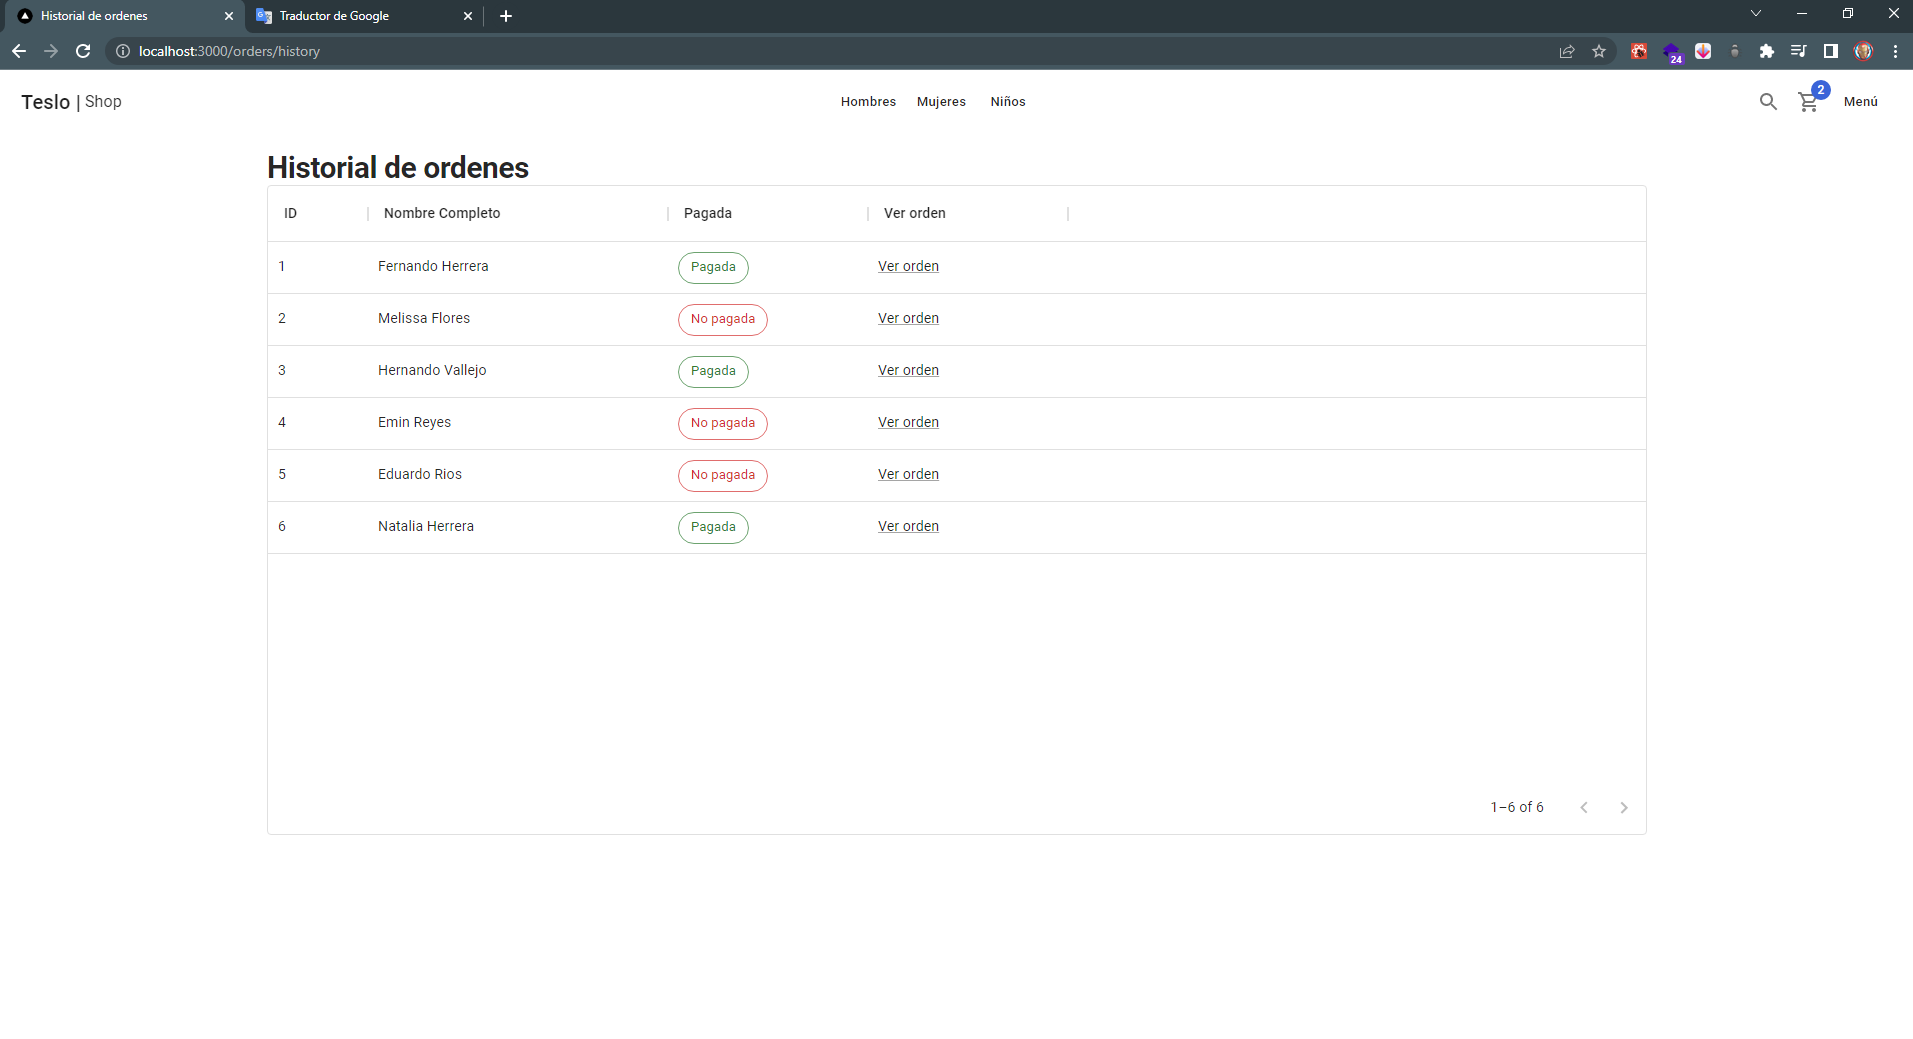 Historial de ordenes
Traductor de Google
localhost:3000/orders/history
24
Teslo | Shop
Hombres Mujeres Niños
2
Menú
Historial de ordenes
ID Nombre Completo Pagada Ver orden
1 Fernando Herrera Pagada Ver orden
2 Melissa Flores No pagada Ver orden
3 Hernando Vallejo Pagada Ver orden
4 Emin Reyes No pagada Ver orden
5 Eduardo Rios No pagada Ver orden
6 Natalia Herrera Pagada Ver orden
1–6 of 6